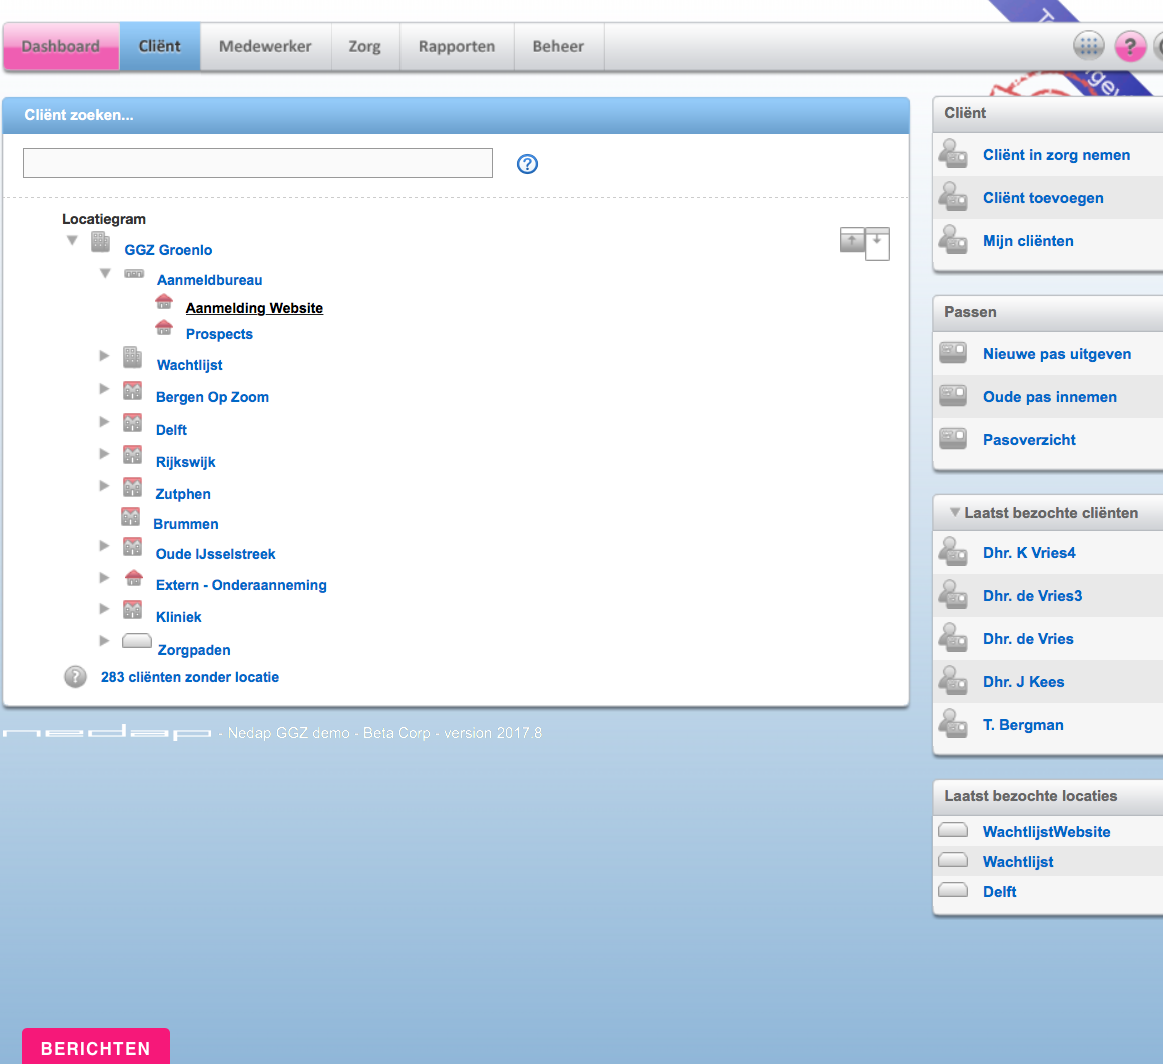 Dashboard
Cliënt
Medewerker
Zorg
Rapporten
Beheer
?
Cliënt zoeken...
?
Locatiegram
GGZ Groenlo
Aanmeldbureau
Aanmelding Website
Prospects
Wachtlijst
Bergen Op Zoom
Delft
Rijkswijk
Zutphen
Brummen
Oude IJsselstreek
Extern - Onderaanneming
Kliniek
Zorgpaden
? 283 cliënten zonder locatie
nedap - Nedap GGZ demo - Beta Corp - version 2017.8
BERICHTEN
Cliënt
Cliënt in zorg nemen
Cliënt toevoegen
Mijn cliënten
Passen
Nieuwe pas uitgeven
Oude pas innemen
Pasoverzicht
Laatst bezochte cliënten
Dhr. K Vries4
Dhr. de Vries3
Dhr. de Vries
Dhr. J Kees
T. Bergman
Laatst bezochte locaties
WachtlijstWebsite
Wachtlijst
Delft